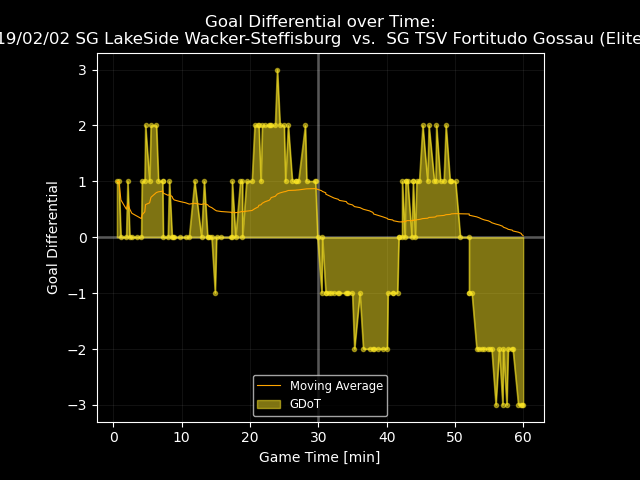 Goal Differential over Time:
19/02/02 SG LakeSide Wacker-Steffisburg  vs.  SG TSV Fortitudo Gossau (Elite
Goal Differential
3
2
1
0
−1
−2
−3
Moving Average
GDoT
0 10 20 30 40 50 60
Game Time [min]